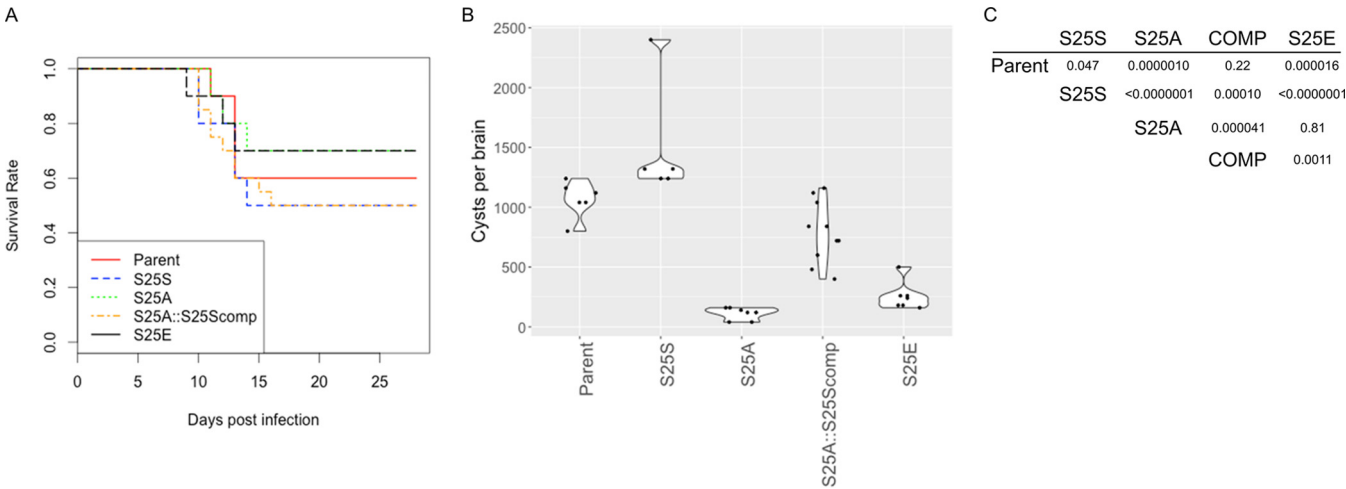 A
Survival Rate
1.0
0.8
0.6
0.4
0.2
0.0
Parent
S25S
S25A
S25A::S25Scomp
S25E
0 5 10 15 20 25
Days post infection
B
Cysts per brain
2500
2000
1500
1000
500
0
Parent
S25S
S25A
S25A::S25Scomp
S25E
C
S25S S25A COMP S25E
Parent 0.047 0.0000010 0.22 0.000016
S25S <0.0000001 0.00010 <0.0000001
S25A 0.000041 0.81
COMP 0.0011